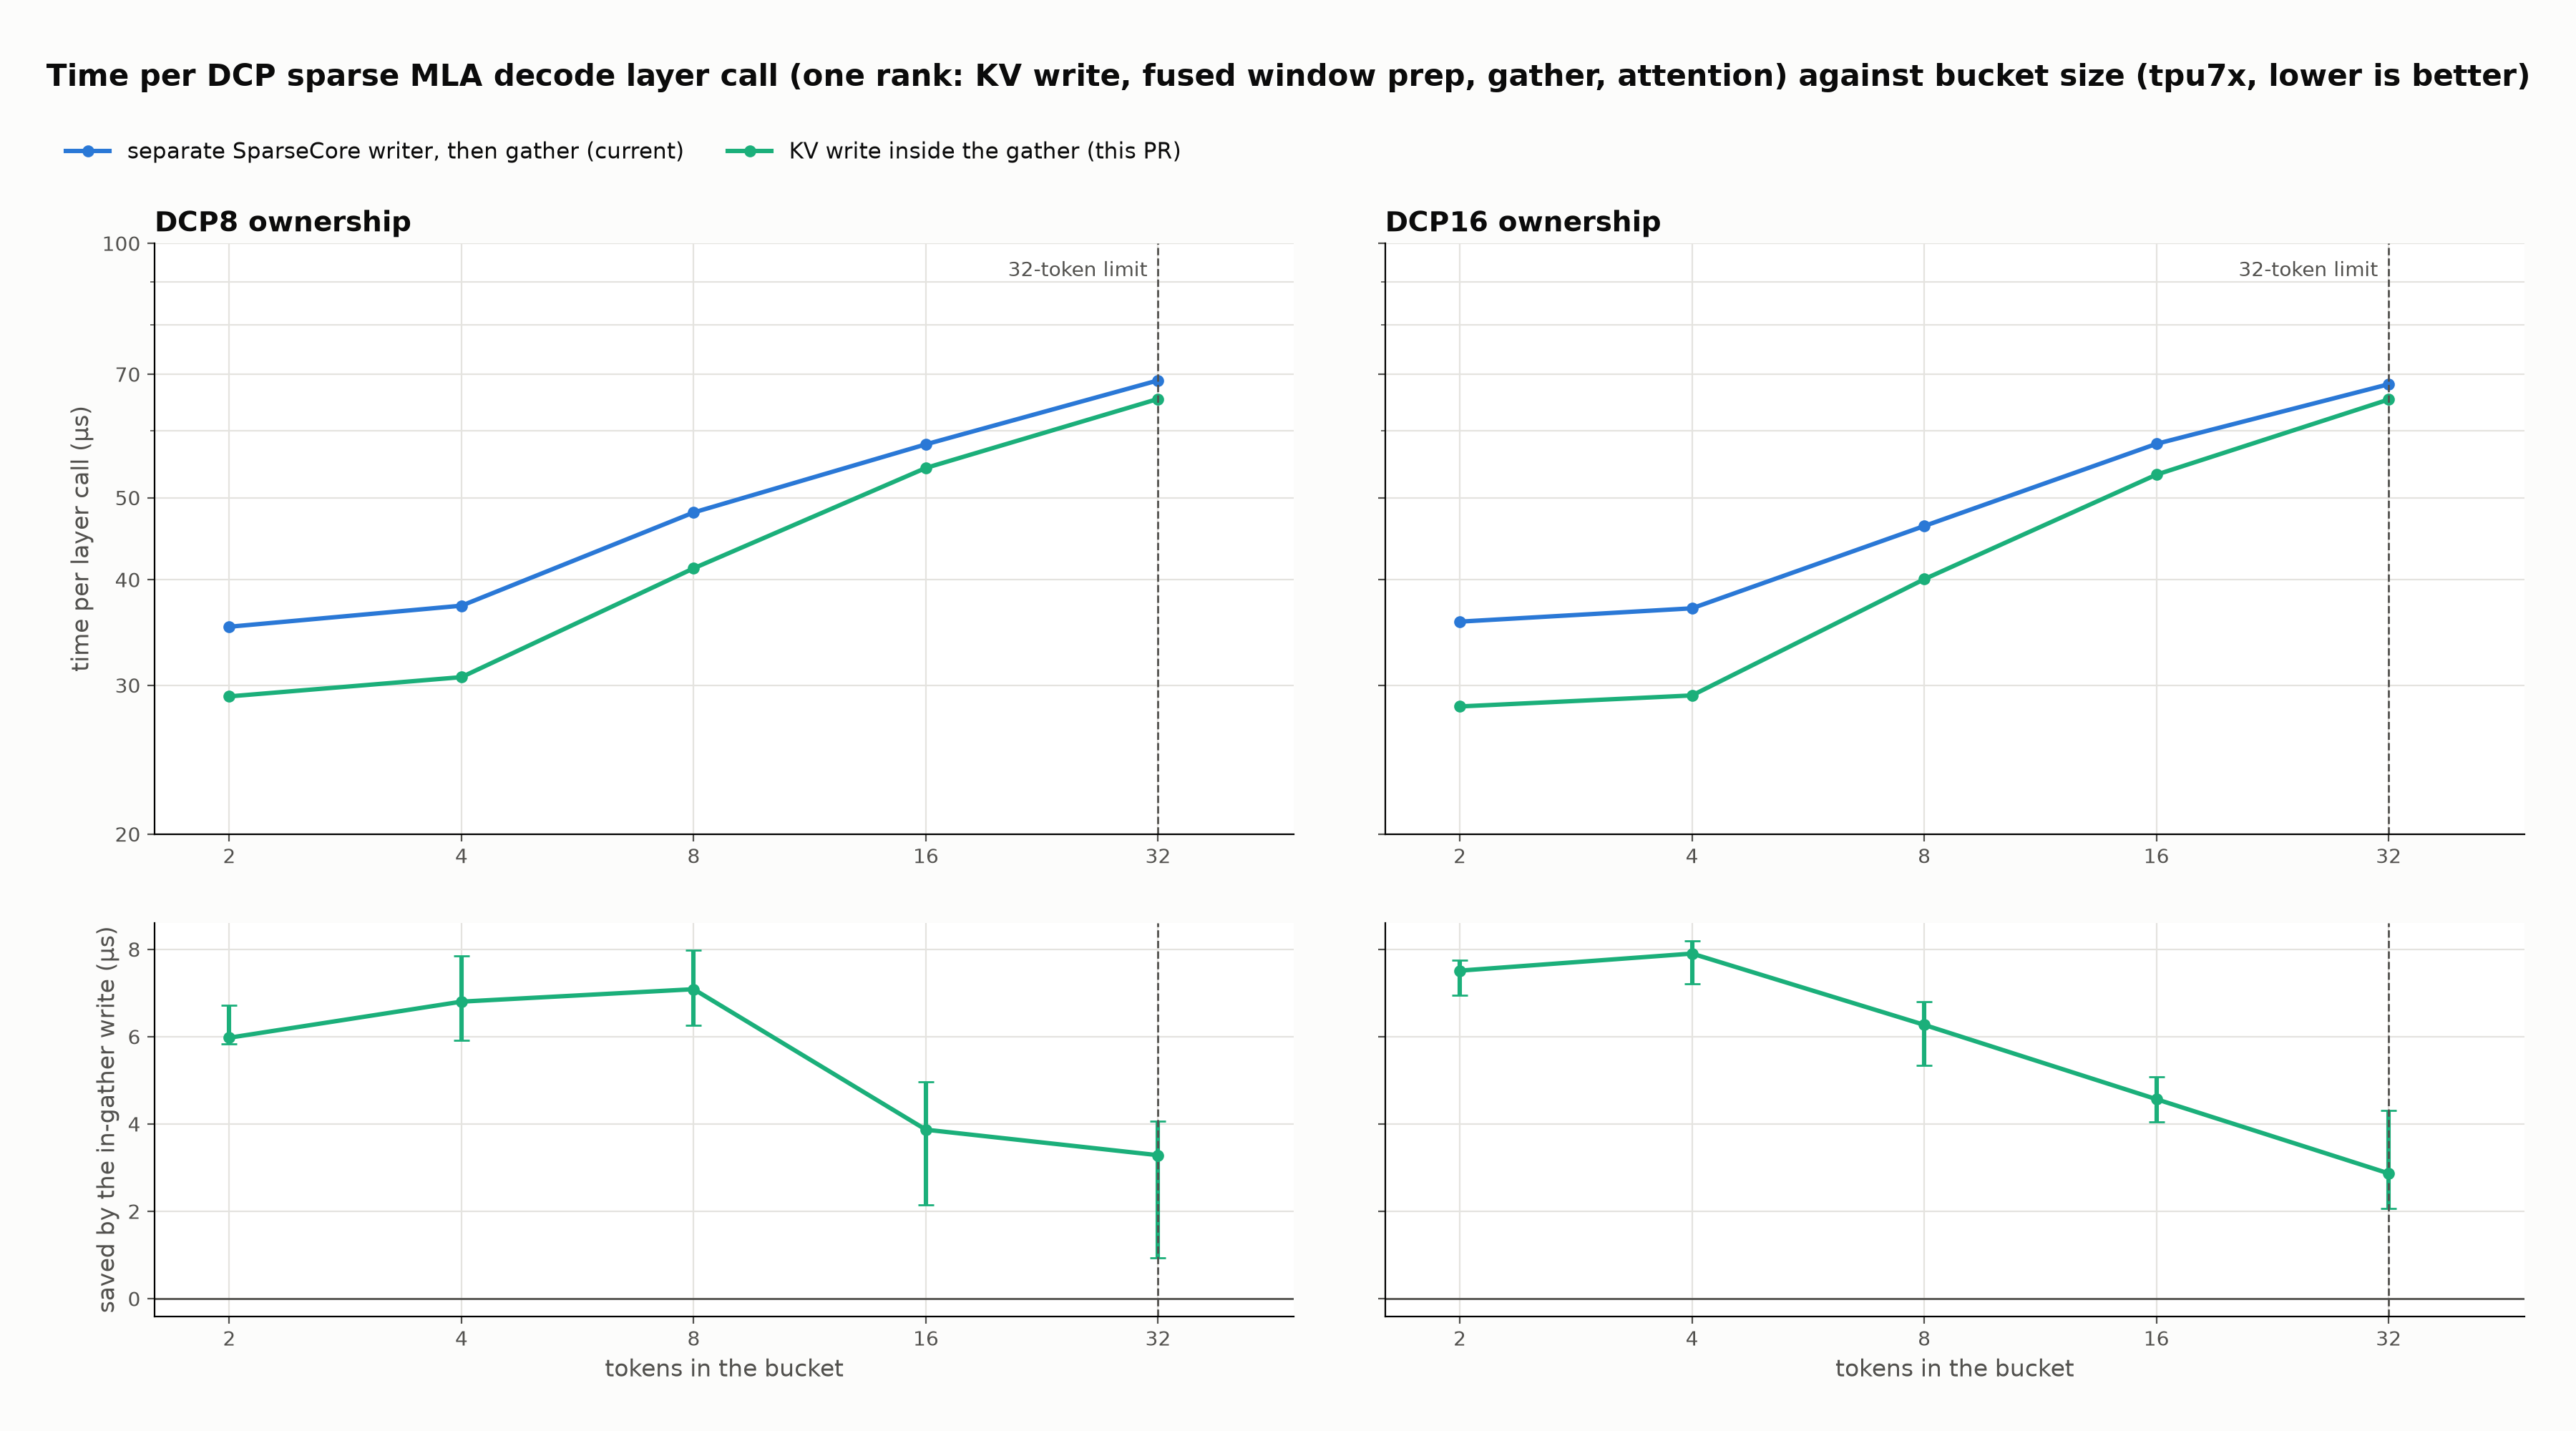 Time per DCP sparse MLA decode layer call (one rank: KV write, fused window prep, gather, attention) against bucket size (tpu7x, lower is better)
separate SparseCore writer, then gather (current)
KV write inside the gather (this PR)
DCP8 ownership
DCP16 ownership
time per layer call (µs)
100
70
50
40
30
20
32-token limit
32-token limit
2 4 8 16 32
2 4 8 16 32
saved by the in-gather write (µs)
8
6
4
2
0
2 4 8 16 32
2 4 8 16 32
tokens in the bucket
tokens in the bucket